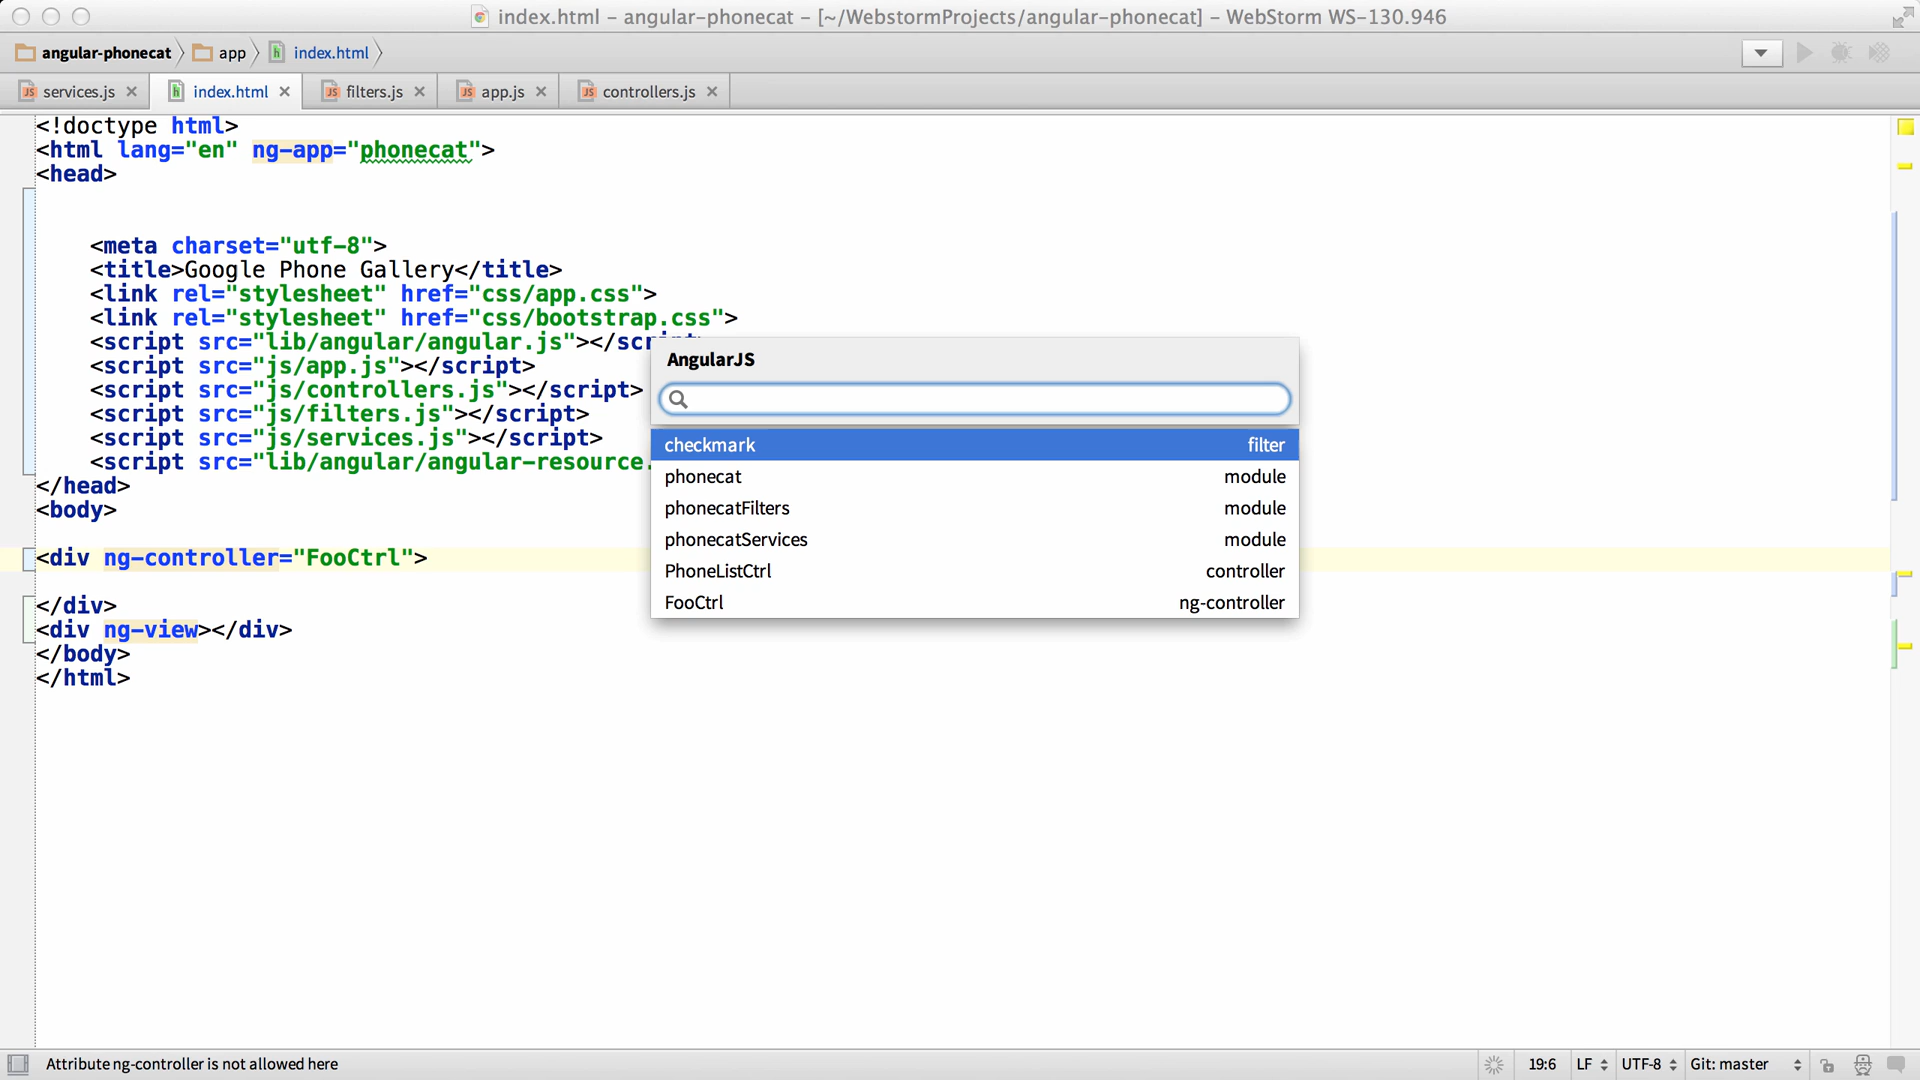 index.html – angular-phonecat – [~/WebstormProjects/angular-phonecat] – WebStorm WS-130.946
angular-phonecat app index.html
services.js index.html filters.js app.js controllers.js
<!doctype html>
<html lang="en" ng-app="phonecat">
<head>
<meta charset="utf-8">
<title>Google Phone Gallery</title>
<link rel="stylesheet" href="css/app.css">
<link rel="stylesheet" href="css/bootstrap.css">
<script src="lib/angular/angular.js"></script>
<script src="js/app.js"></script>
<script src="js/controllers.js"></script>
<script src="js/filters.js"></script>
<script src="js/services.js"></script>
<script src="lib/angular/angular-resource.
</head>
<body>
<div ng-controller="FooCtrl">
</div>
<div ng-view></div>
</body>
</html>
AngularJS
checkmark filter
phonecat module
phonecatFilters module
phonecatServices module
PhoneListCtrl controller
FooCtrl ng-controller
Attribute ng-controller is not allowed here 19:6 LF UTF-8 Git: master